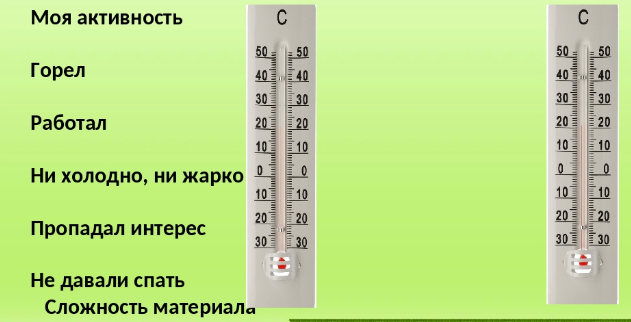 Моя активность
Горел
Работал
Ни холодно, ни жарко
Пропадал интерес
Не давали спать
Сложность материала
C
50 50
40 40
30 30
20 20
10 10
0 0
10 10
20 20
30 30
C
50 50
40 40
30 30
20 20
10 10
0 0
10 10
20 20
30 30